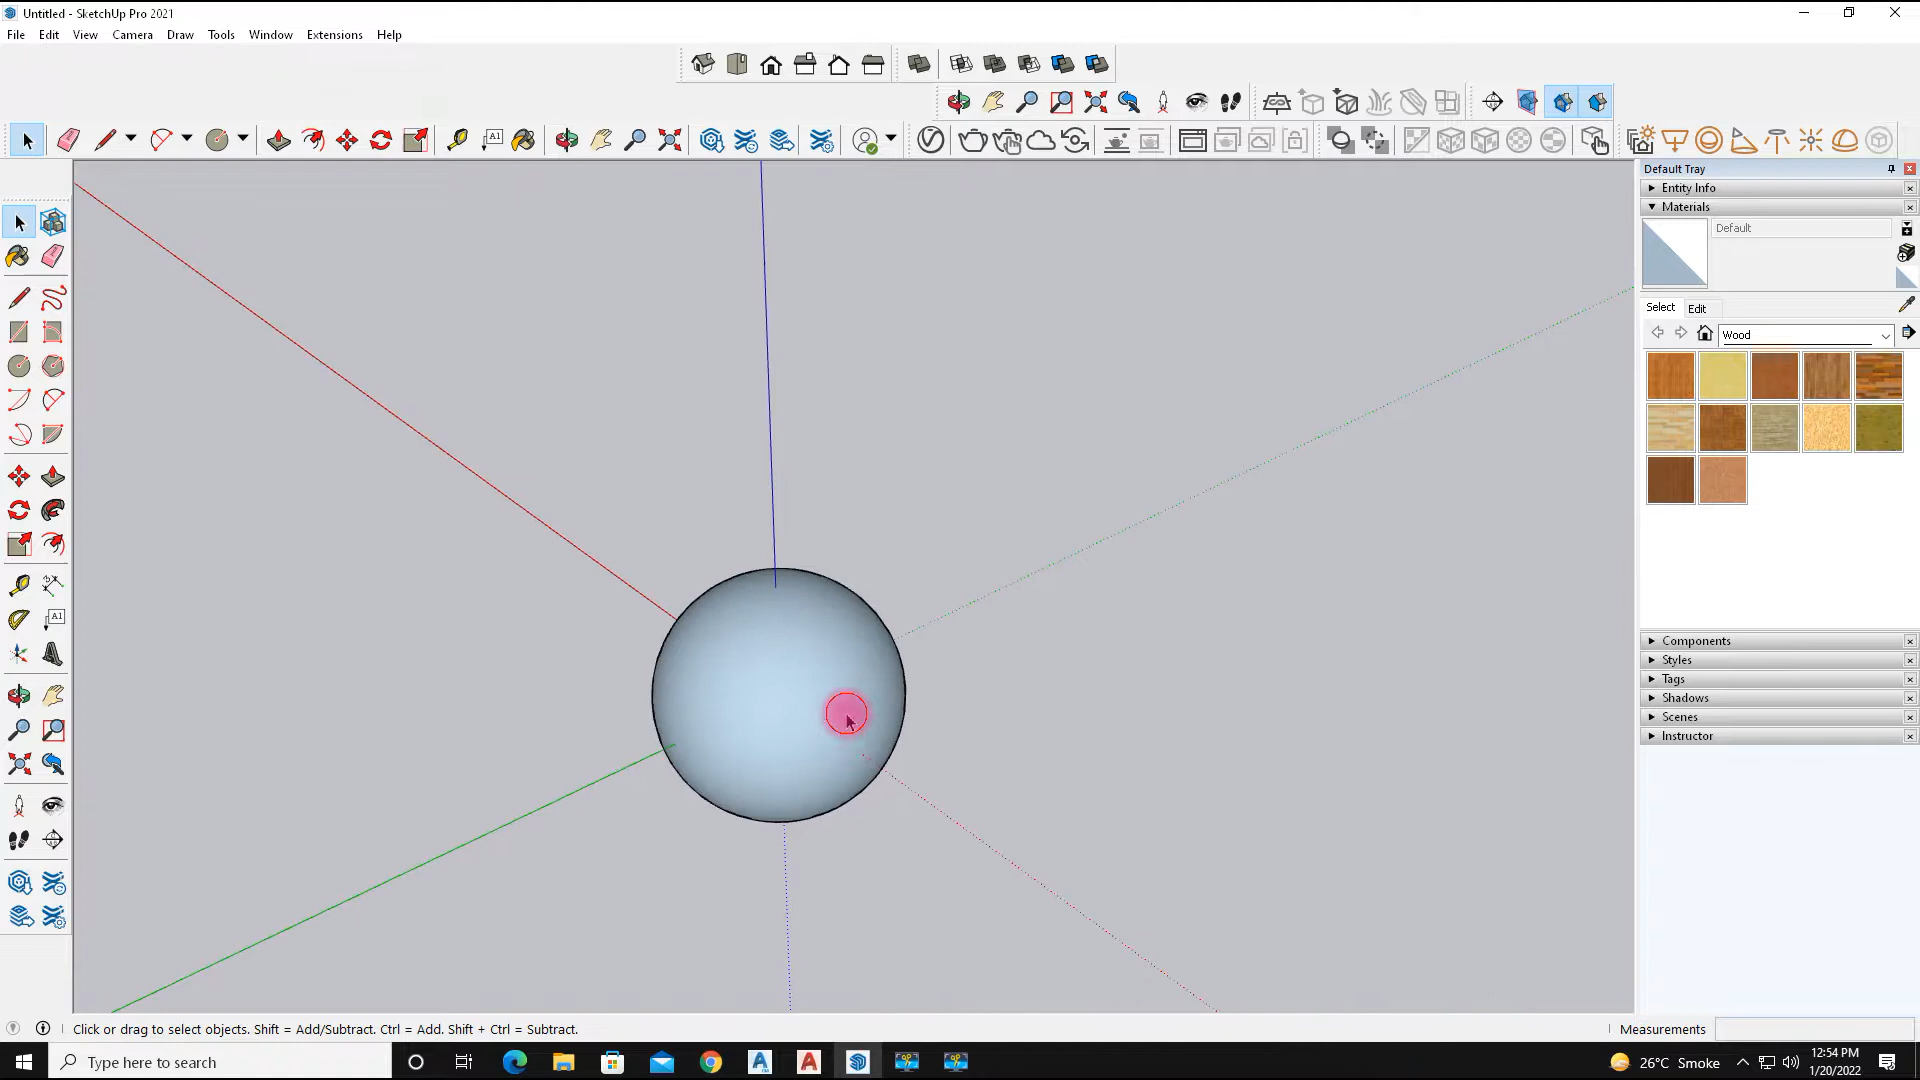 Untitled - SketchUp Pro 2021
File Edit View Camera Draw Tools Window Extensions Help
A1
Default Tray
Entity Info
Materials
Default
Select Edit
Wood
A1
Components
Styles
Tags
Shadows
Scenes
Instructor
Click or drag to select objects. Shift = Add/Subtract. Ctrl = Add. Shift + Ctrl = Subtract.
Measurements
Type here to search
26°C Smoke
12:54 PM
1/20/2022